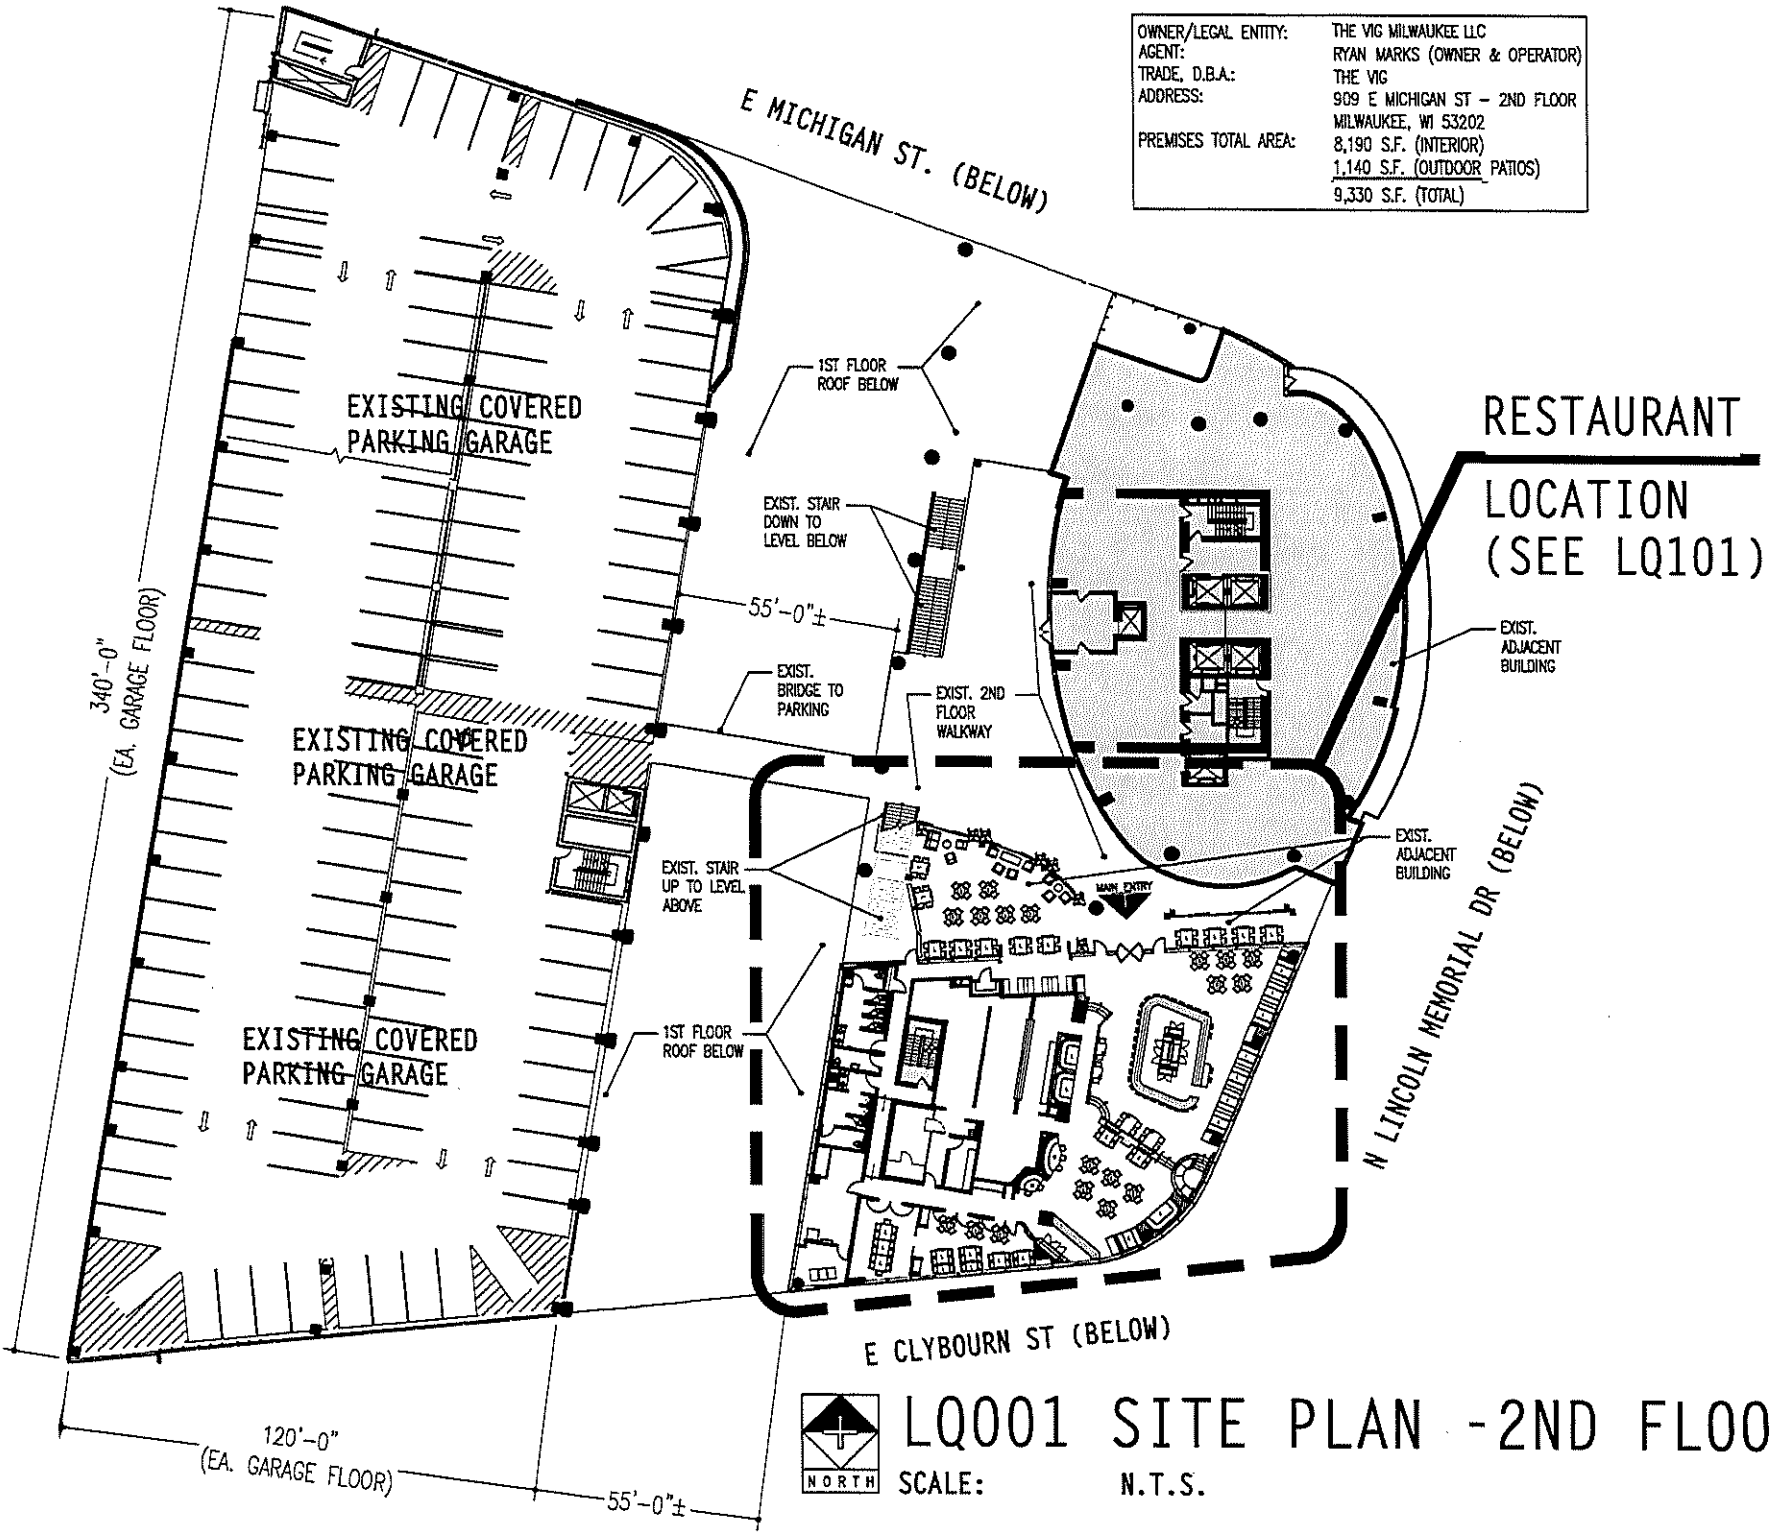 OWNER/LEGAL ENTITY: THE VIG MILWAUKEE LLC
AGENT: RYAN MARKS (OWNER & OPERATOR)
TRADE, D.B.A.: THE VIG
ADDRESS: 909 E MICHIGAN ST - 2ND FLOOR
MILWAUKEE, WI 53202
PREMISES TOTAL AREA: 8,190 S.F. (INTERIOR)
1,140 S.F. (OUTDOOR PATIOS)
9,330 S.F. (TOTAL)
E MICHIGAN ST. (BELOW)
1ST FLOOR
ROOF BELOW
EXISTING COVERED
PARKING GARAGE
RESTAURANT
LOCATION
(SEE LQ101)
EXIST. STAIR
DOWN TO
LEVEL BELOW
55'-0"±
340'-0"
(EA. GARAGE FLOOR)
EXIST.
ADJACENT
BUILDING
EXIST.
BRIDGE TO
PARKING
EXIST. 2ND
FLOOR
WALKWAY
EXISTING COVERED
PARKING GARAGE
EXIST. STAIR
UP TO LEVEL
ABOVE
MAIN ENTRY
EXIST.
ADJACENT
BUILDING
N LINCOLN MEMORIAL DR (BELOW)
EXISTING COVERED
PARKING GARAGE
1ST FLOOR
ROOF BELOW
E CLYBOURN ST (BELOW)
120'-0"
(EA. GARAGE FLOOR)
55'-0"±
NORTH
LQ001 SITE PLAN -2ND FLOO
SCALE: N.T.S.